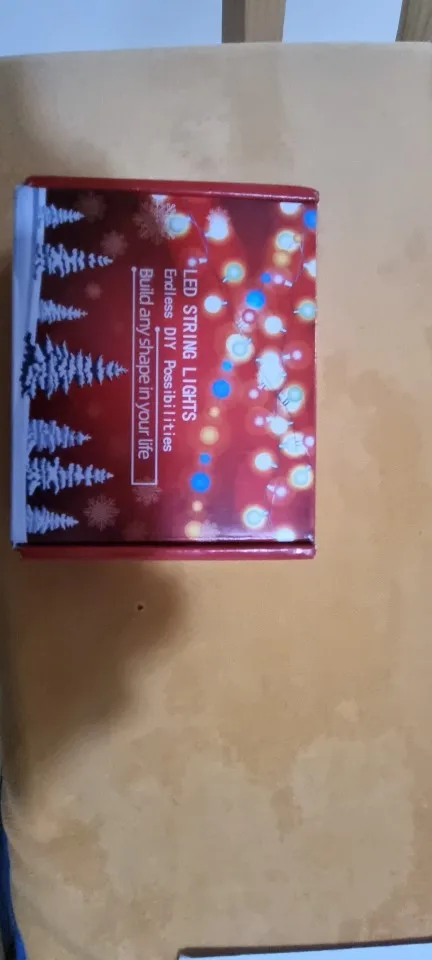 LED STRING LIGHTS
Endless DIY Possibilities
Build any shape in your life